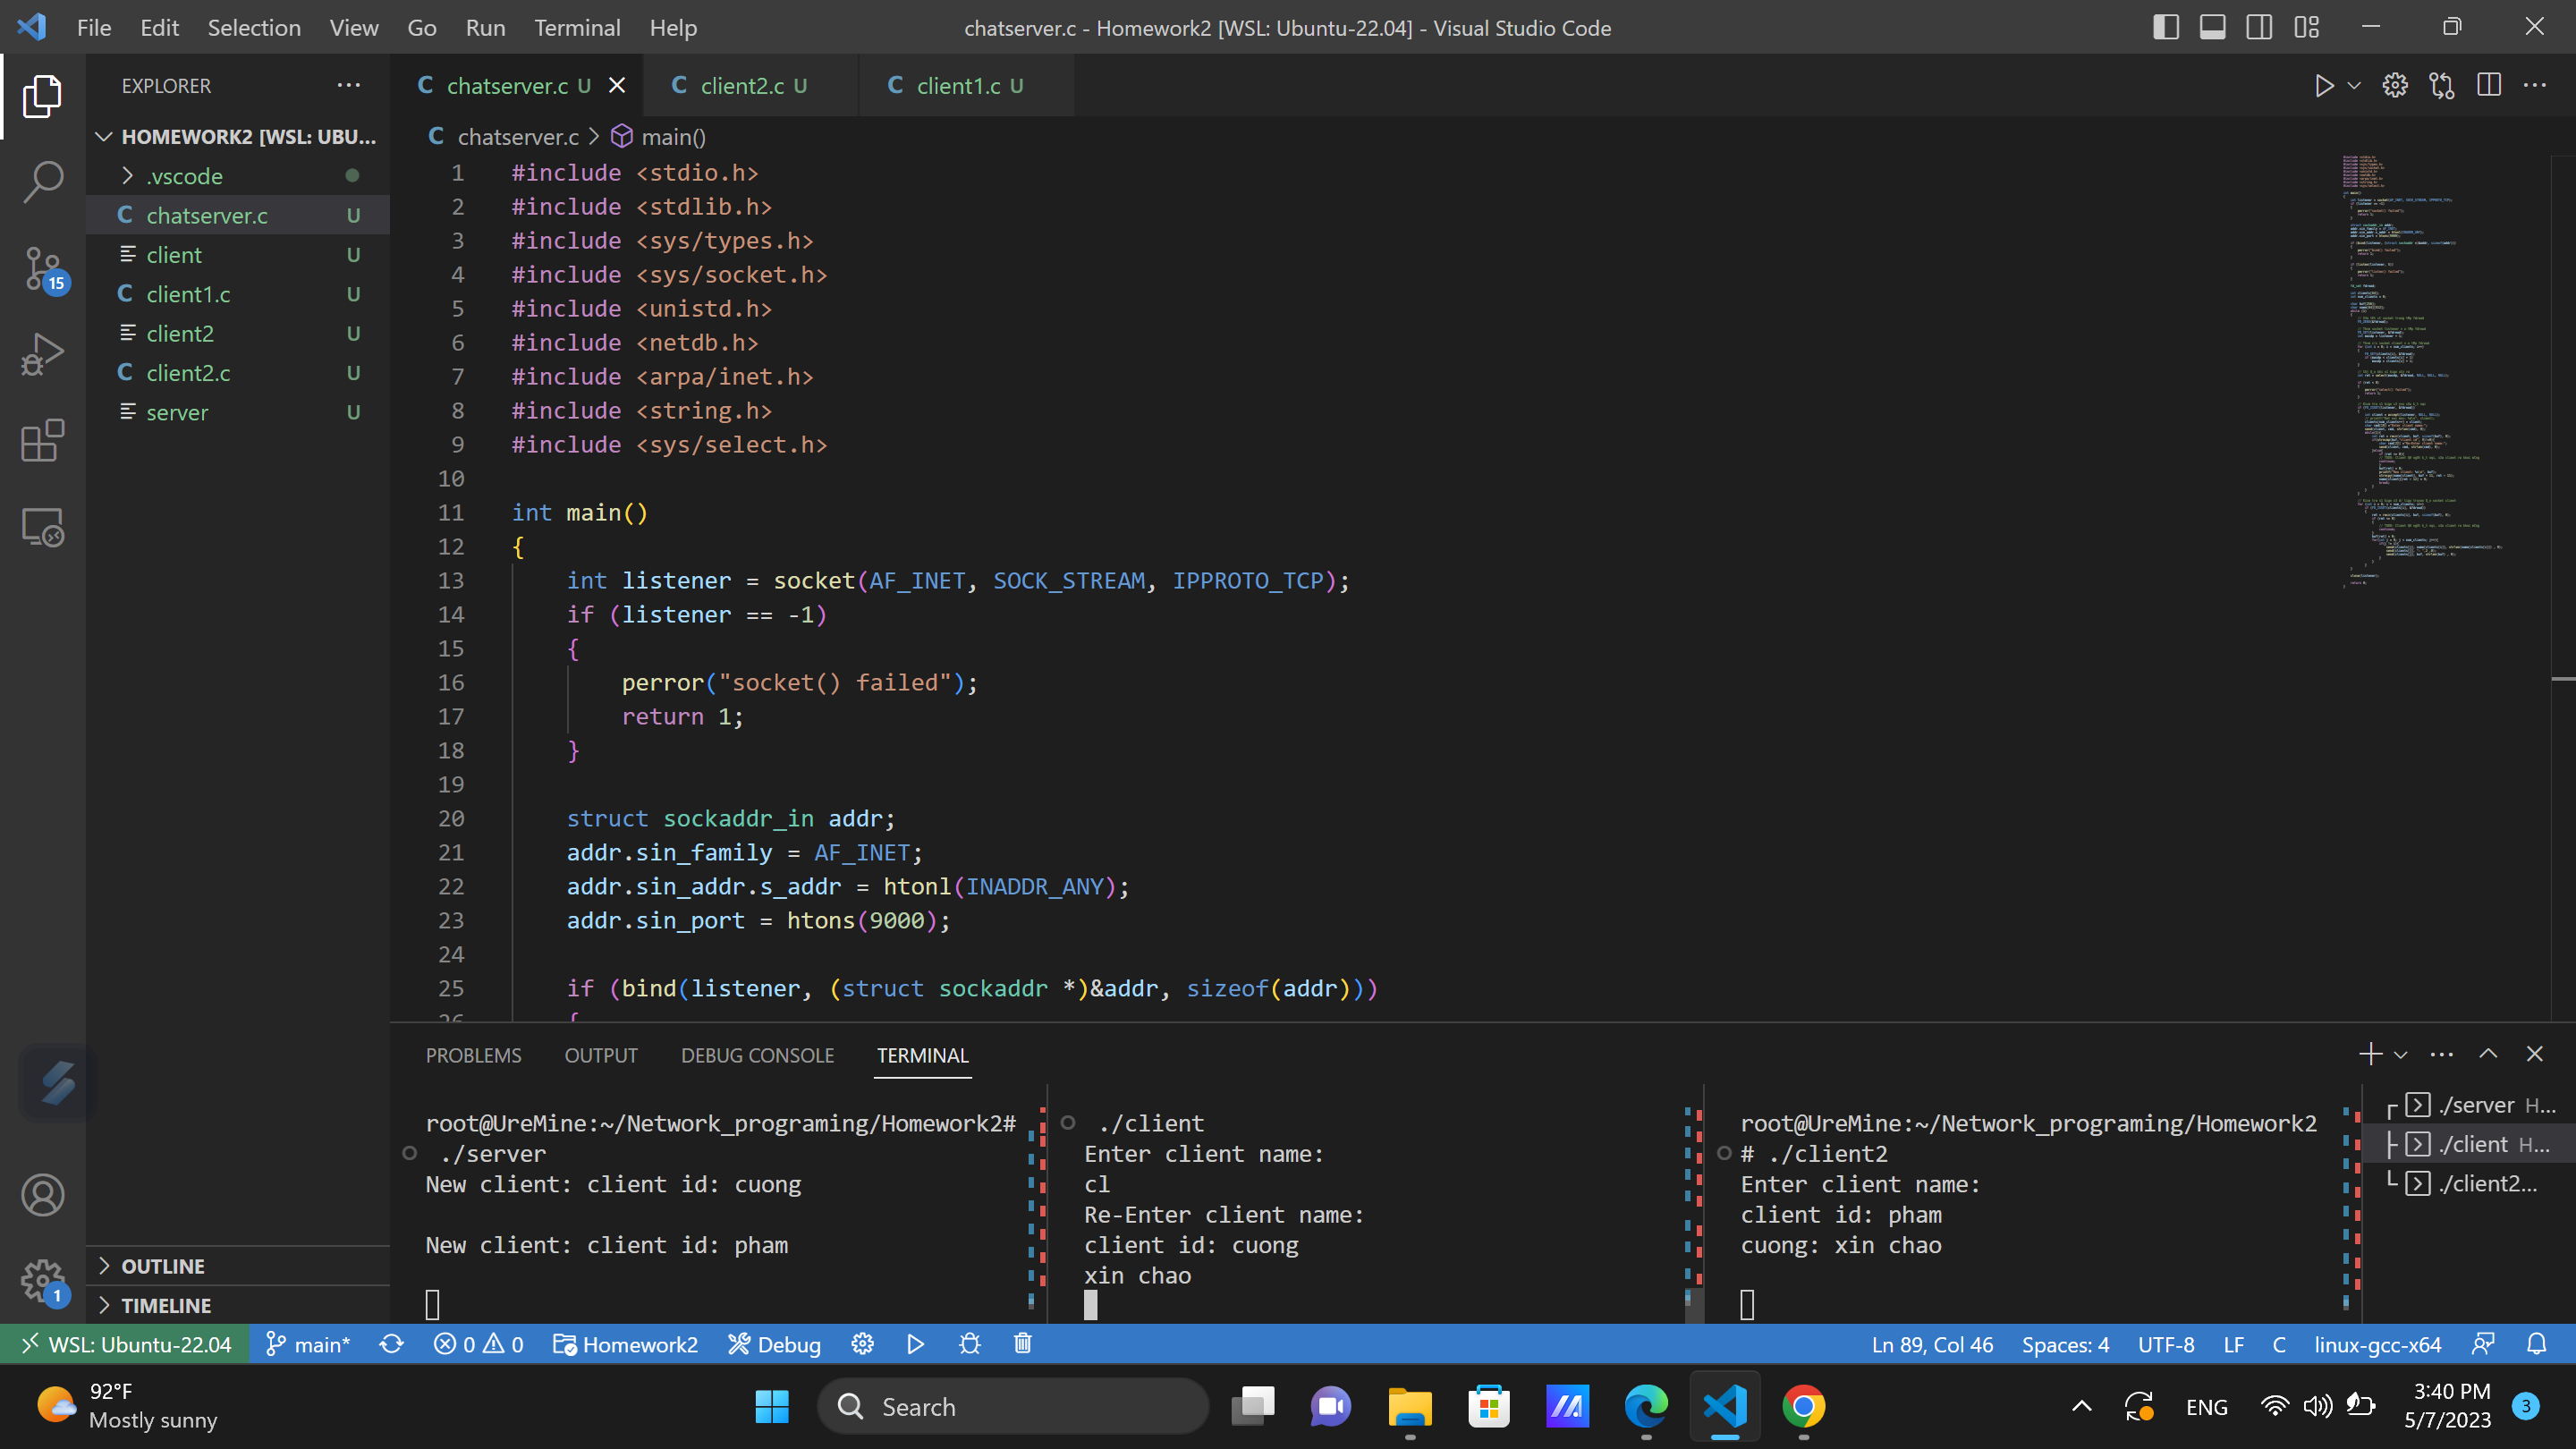 File Edit Selection View Go Run Terminal Help
chatserver.c - Homework2 [WSL: Ubuntu-22.04] - Visual Studio Code
EXPLORER
HOMEWORK2 [WSL: UBU...
.vscode
chatserver.c U
client U
client1.c U
client2 U
client2.c U
server U
15
OUTLINE
TIMELINE
1
chatserver.c U
client2.c U
client1.c U
chatserver.c > main()
1 #include <stdio.h>
2 #include <stdlib.h>
3 #include <sys/types.h>
4 #include <sys/socket.h>
5 #include <unistd.h>
6 #include <netdb.h>
7 #include <arpa/inet.h>
8 #include <string.h>
9 #include <sys/select.h>
10
11 int main()
12 {
13 int listener = socket(AF_INET, SOCK_STREAM, IPPROTO_TCP);
14 if (listener == -1)
15 {
16 perror("socket() failed");
17 return 1;
18 }
19
20 struct sockaddr_in addr;
21 addr.sin_family = AF_INET;
22 addr.sin_addr.s_addr = htonl(INADDR_ANY);
23 addr.sin_port = htons(9000);
24
25 if (bind(listener, (struct sockaddr *)&addr, sizeof(addr)))
26 {
PROBLEMS OUTPUT DEBUG CONSOLE TERMINAL
root@UreMine:~/Network_programing/Homework2#
./server
New client: client id: cuong
New client: client id: pham
./client
Enter client name:
cl
Re-Enter client name:
client id: cuong
xin chao
root@UreMine:~/Network_programing/Homework2
# ./client2
Enter client name:
client id: pham
cuong: xin chao
./server H...
./client H...
./client2...
WSL: Ubuntu-22.04 main* 0 0 Homework2 Debug
Ln 89, Col 46 Spaces: 4 UTF-8 LF C linux-gcc-x64
92°F
Mostly sunny
Search
ENG
3:40 PM
5/7/2023
3